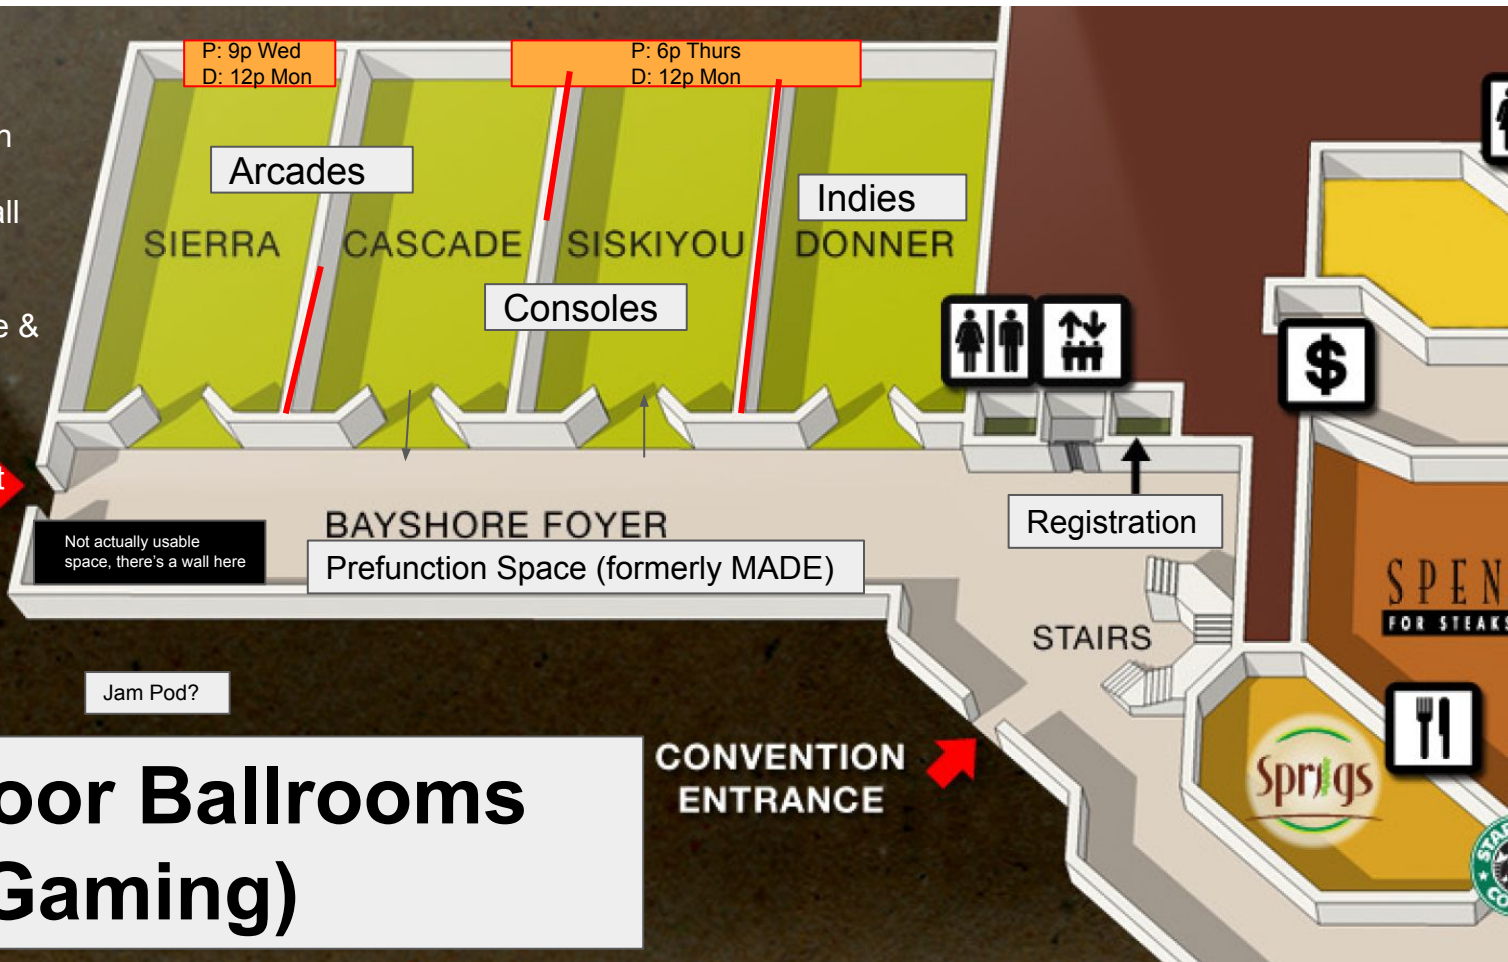 P: 9p Wed
D: 12p Mon
P: 6p Thurs
D: 12p Mon
Arcades
Indies
SIERRA
CASCADE
SISKIYOU
DONNER
Consoles
&
$
BAYSHORE FOYER
Registration
Not actually usable
space, there's a wall here
Prefunction Space (formerly MADE)
STAIRS
FOR STEAKS
Jam Pod?
CONVENTION
ENTRANCE
Sprigs
Ballrooms
Gaming)